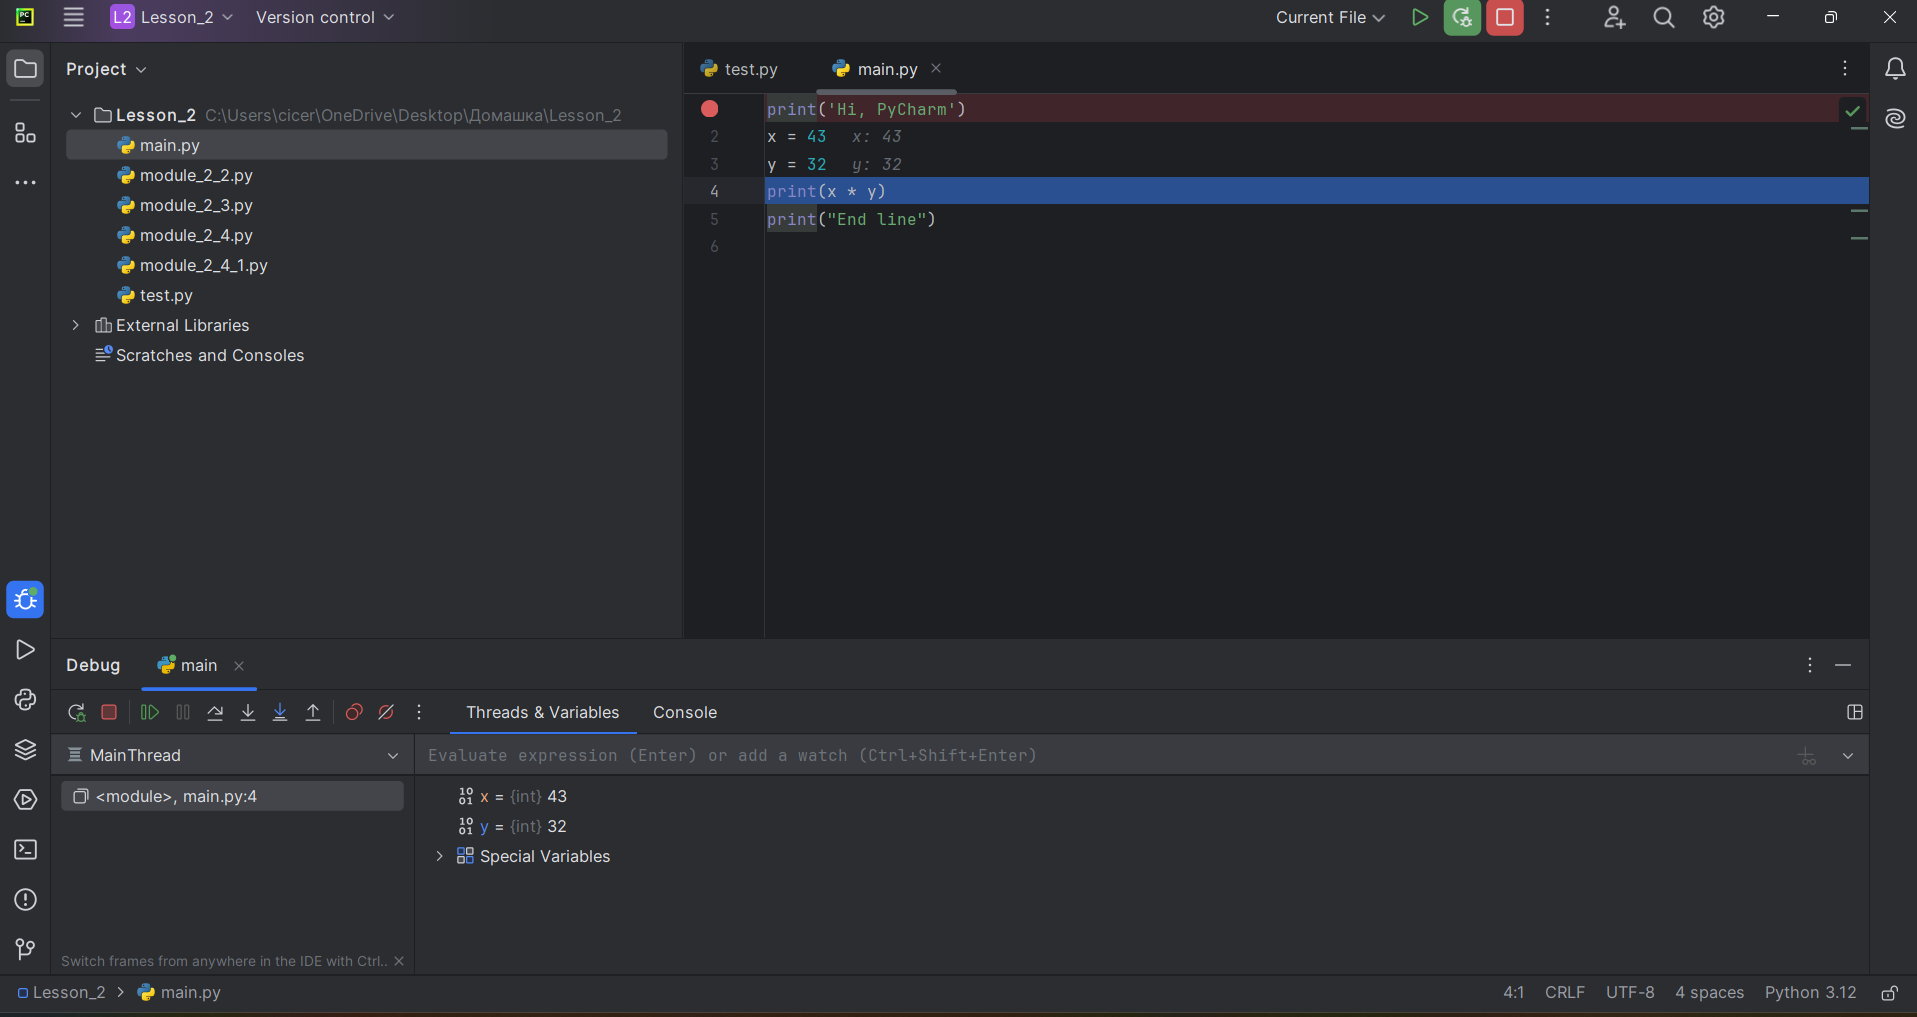 PC
L2 Lesson_2 Version control Current File
Project
Lesson_2 C:\Users\cicer\OneDrive\Desktop\Домашка\Lesson_2
main.py
module_2_2.py
module_2_3.py
module_2_4.py
module_2_4_1.py
test.py
External Libraries
Scratches and Consoles
test.py main.py
print('Hi, PyCharm')
2 x = 43 x: 43
3 y = 32 y: 32
4 print(x * y)
5 print("End line")
6
Debug main
Threads & Variables Console
MainThread
Evaluate expression (Enter) or add a watch (Ctrl+Shift+Enter)
<module>, main.py:4
10 01 x = {int} 43
10 01 y = {int} 32
Special Variables
Switch frames from anywhere in the IDE with Ctrl..
Lesson_2 > main.py
4:1 CRLF UTF-8 4 spaces Python 3.12